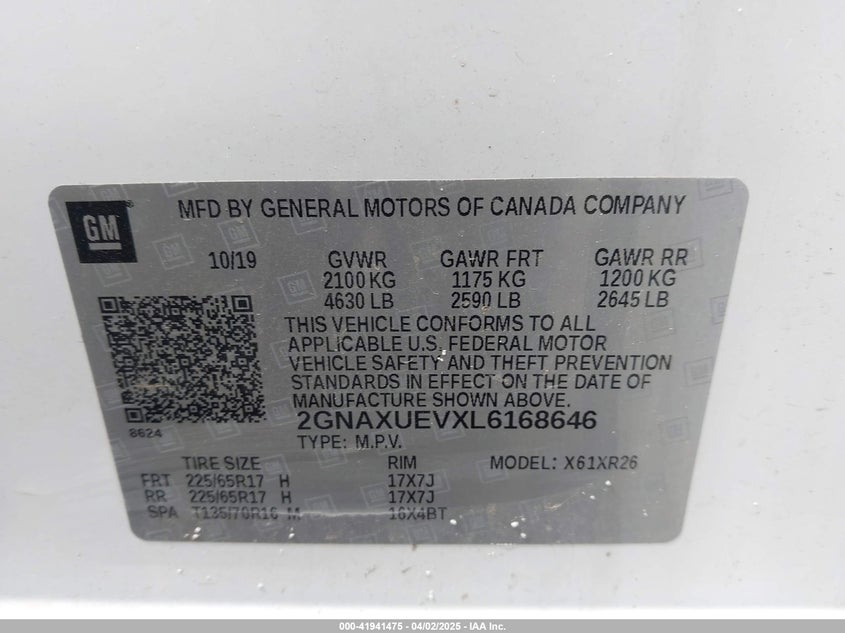 GM
MFD BY GENERAL MOTORS OF CANADA COMPANY
10/19 GVWR GAWR FRT GAWR RR
2100 KG 1175 KG 1200 KG
4630 LB 2590 LB 2645 LB
THIS VEHICLE CONFORMS TO ALL
APPLICABLE U.S. FEDERAL MOTOR
VEHICLE SAFETY AND THEFT PREVENTION
STANDARDS IN EFFECT ON THE DATE OF
MANUFACTURE SHOWN ABOVE.
2GNAXUEVXL6168646
8624
TYPE: M.P.V.
TIRE SIZE RIM MODEL: X61XR26
FRT 225/65R17 H 17X7J
RR 225/65R17 H 17X7J
SPA T135/70R16 M 16X4BT
000-41941475 - 04/02/2025 - IAA Inc.